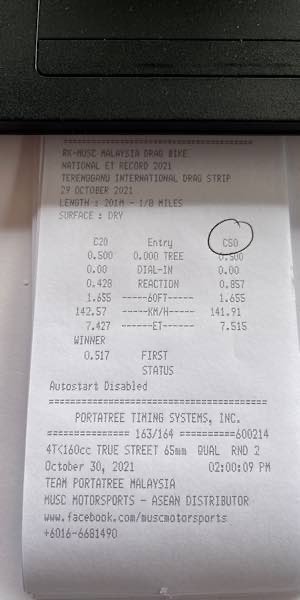 RK-MUSC MALAYSIA DRAG BIKE
NATIONAL ET RECORD 2021
TERENGGANU INTERNATIONAL DRAG STRIP
29 OCTOBER 2021
LENGTH : 201M - 1/8 MILES
SURFACE : DRY
C20 Entry C50
0.500 0.000 TREE 0.500
0.00 DIAL-IN 0.00
0.428 REACTION 0.857
1.655 -----60FT----- 1.655
142.57 -----KM/H----- 141.91
7.427 ------ET------ 7.515
WINNER
0.517 FIRST
STATUS
Autostart Disabled
========================================
PORTATREE TIMING SYSTEMS, INC.
=============== 163/164 ==========600214
4T<160cc TRUE STREET 65mm QUAL RND 2
October 30, 2021 02:00:09 PM
TEAM PORTATREE MALAYSIA
MUSC MOTORSPORTS - ASEAN DISTRIBUTOR
www.facebook.com/muscmotorsports
+6016-6681490